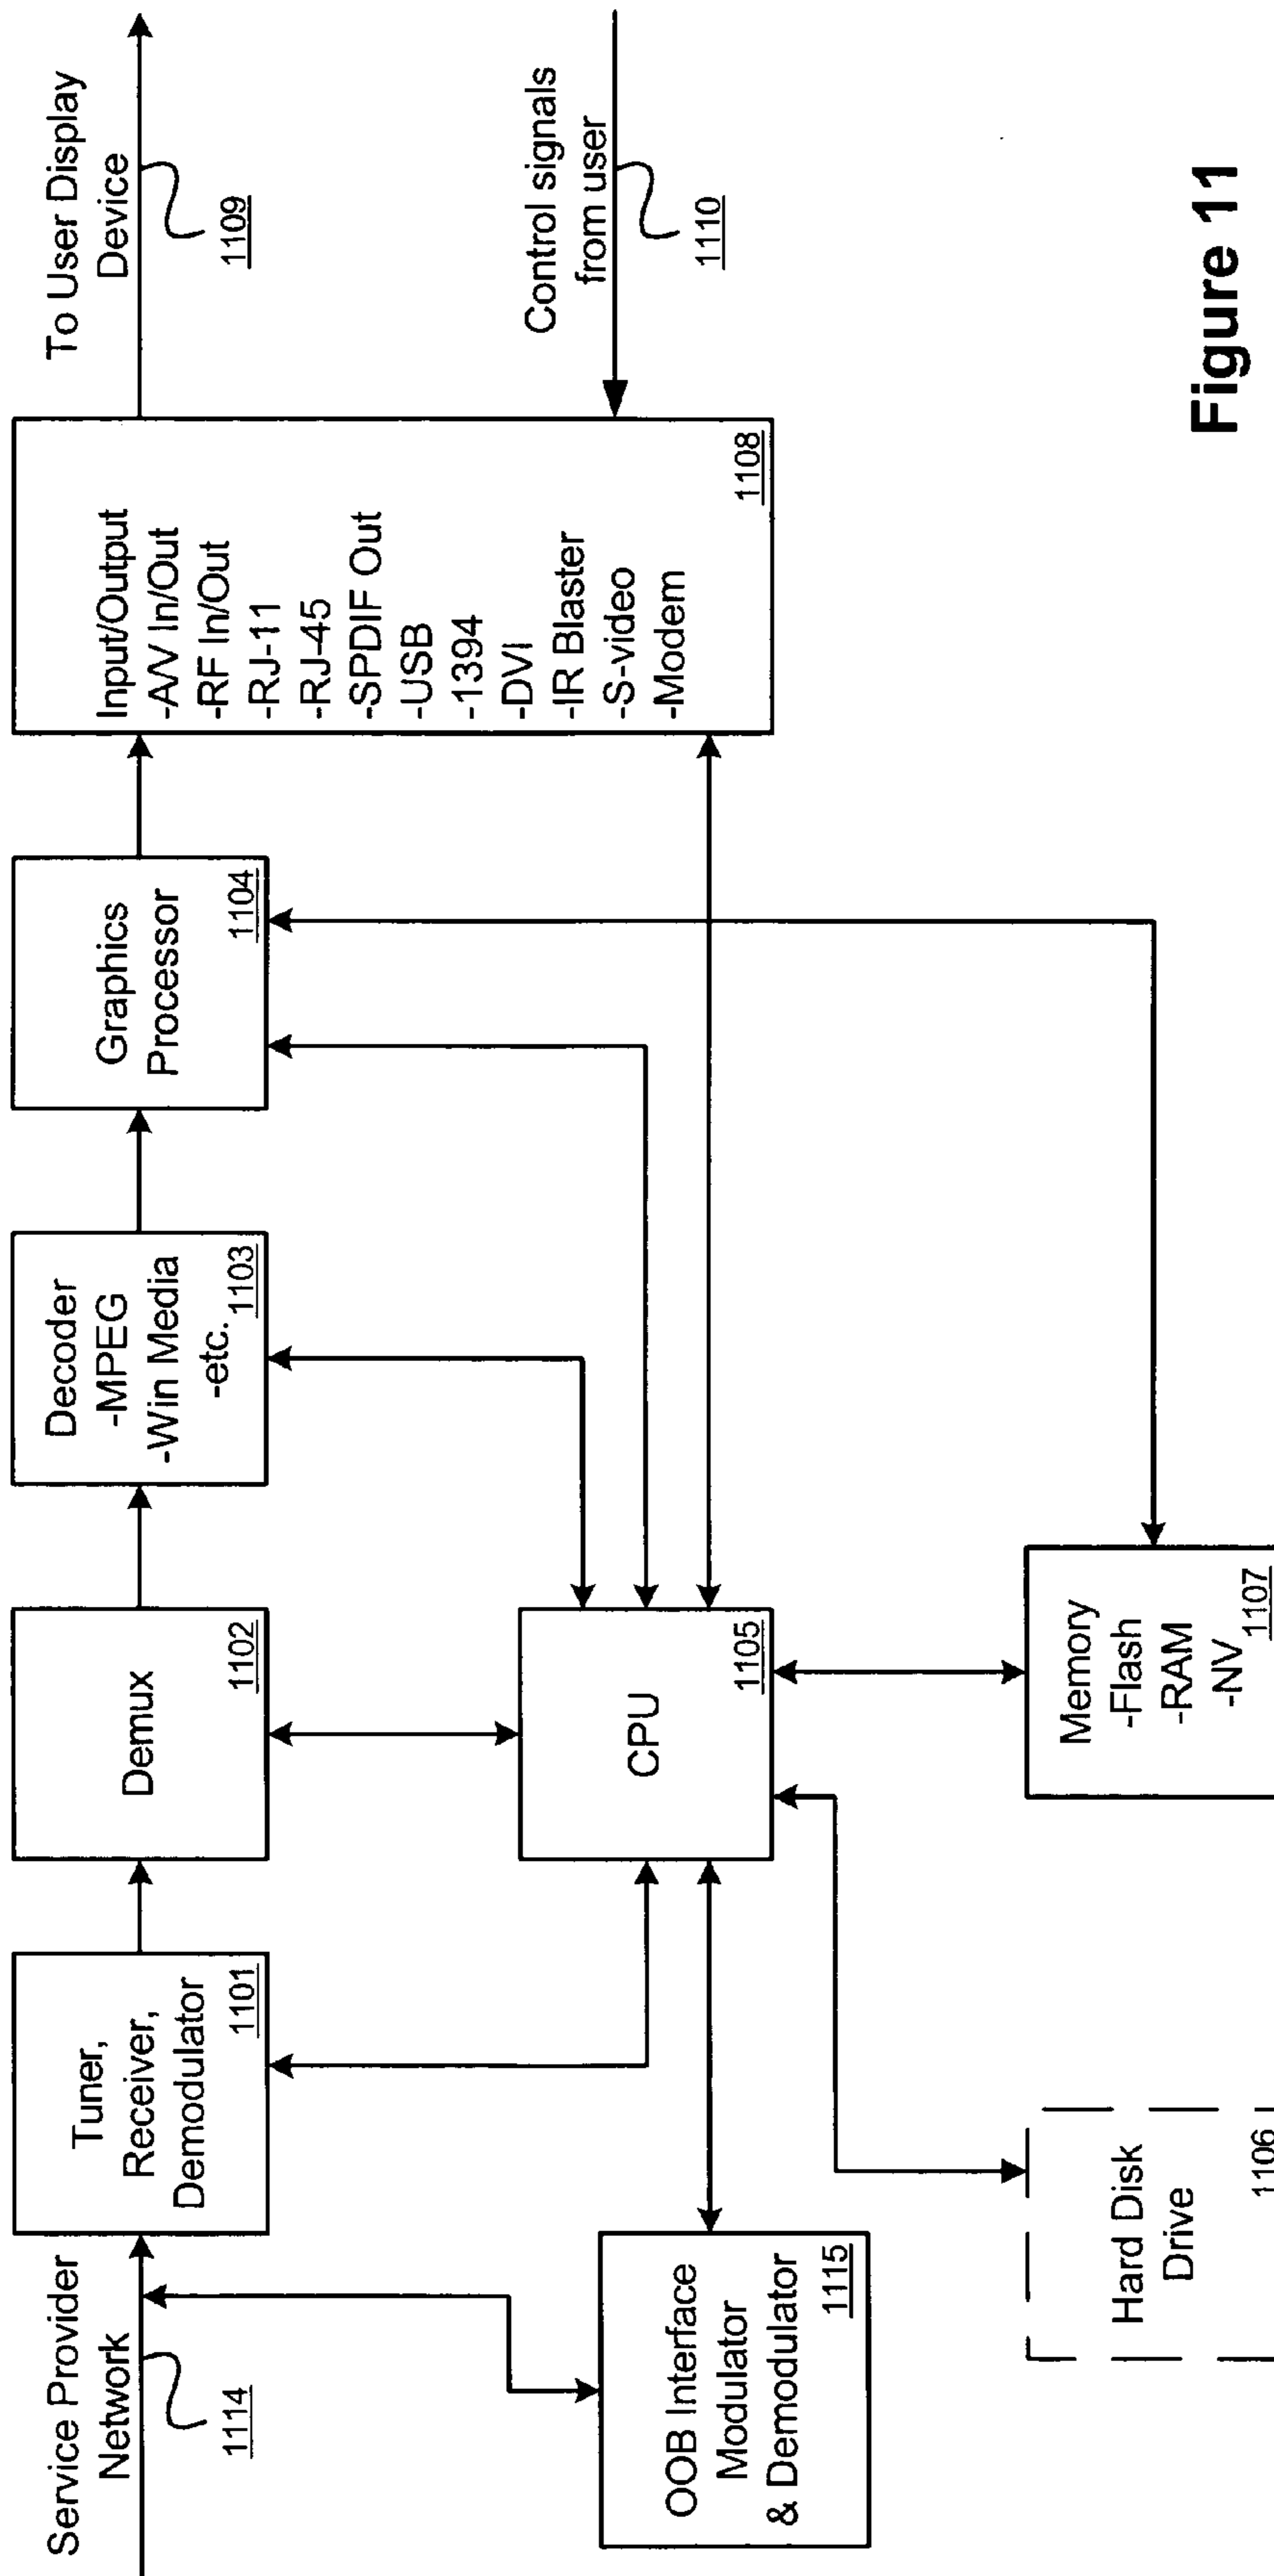 Service Provider
Network
1114
Tuner,
Receiver,
Demodulator
1101
Demux
1102
Decoder
-MPEG
-Win Media
-etc.
1103
Graphics
Processor
1104
Input/Output
-A/V In/Out
-RF In/Out
-RJ-11
-RJ-45
-SPDIF Out
-USB
-1394
-DVI
-IR Blaster
-S-video
-Modem
1108
To User Display
Device
1109
Control signals
from user
1110
OOB Interface
Modulator
& Demodulator
1115
CPU
1105
Hard Disk
Drive
1106
Memory
-Flash
-RAM
-NV
1107
Figure 11